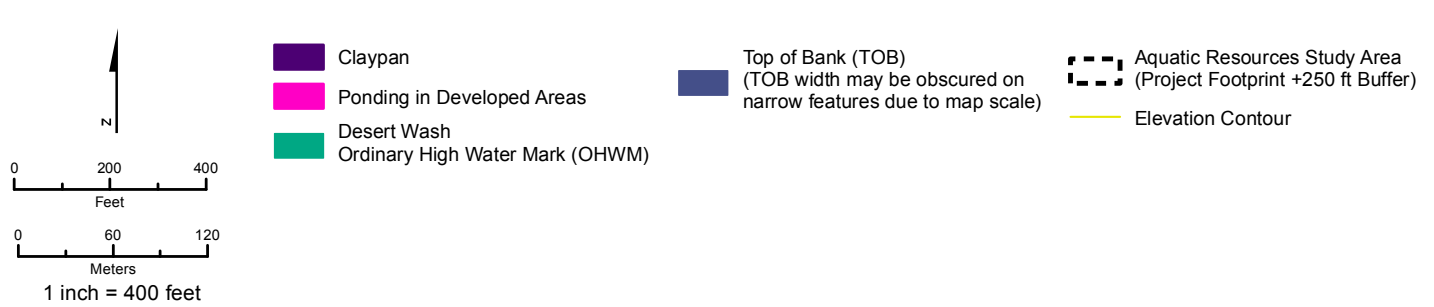 Z
0 200 400
Feet
0 60 120
Meters
1 inch = 400 feet
Claypan
Ponding in Developed Areas
Desert Wash
Ordinary High Water Mark (OHWM)
Top of Bank (TOB)
(TOB width may be obscured on
narrow features due to map scale)
Aquatic Resources Study Area
(Project Footprint +250 ft Buffer)
Elevation Contour